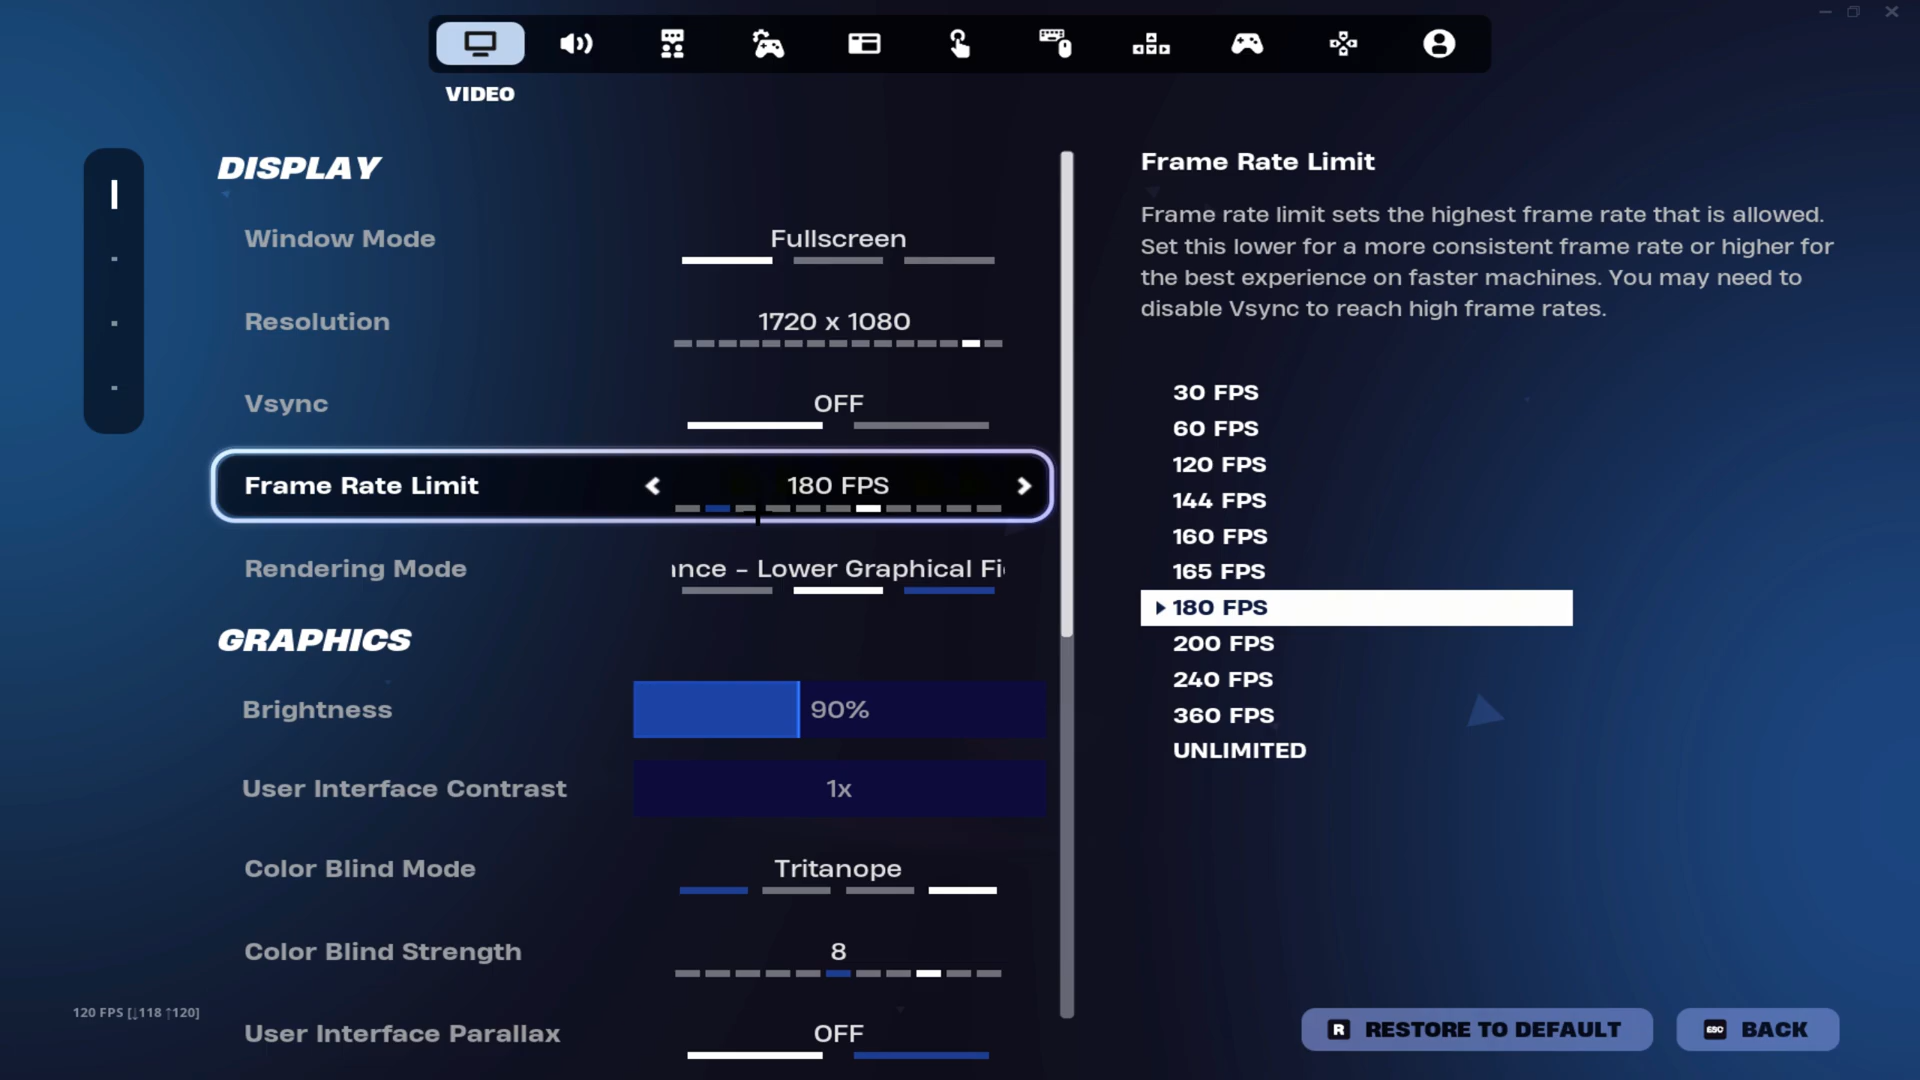 VIDEO
DISPLAY
Window Mode
Fullscreen
Resolution
1720 x 1080
Vsync
OFF
Frame Rate Limit
180 FPS
Rendering Mode
ance - Lower Graphical Fi
GRAPHICS
Brightness
90%
User Interface Contrast
1x
Color Blind Mode
Tritanope
Color Blind Strength
8
User Interface Parallax
OFF
Frame Rate Limit
Frame rate limit sets the highest frame rate that is allowed.
Set this lower for a more consistent frame rate or higher for
the best experience on faster machines. You may need to
disable Vsync to reach high frame rates.
30 FPS
60 FPS
120 FPS
144 FPS
160 FPS
165 FPS
180 FPS
200 FPS
240 FPS
360 FPS
UNLIMITED
120 FPS [↓118 ↑120]
R RESTORE TO DEFAULT
ESC BACK